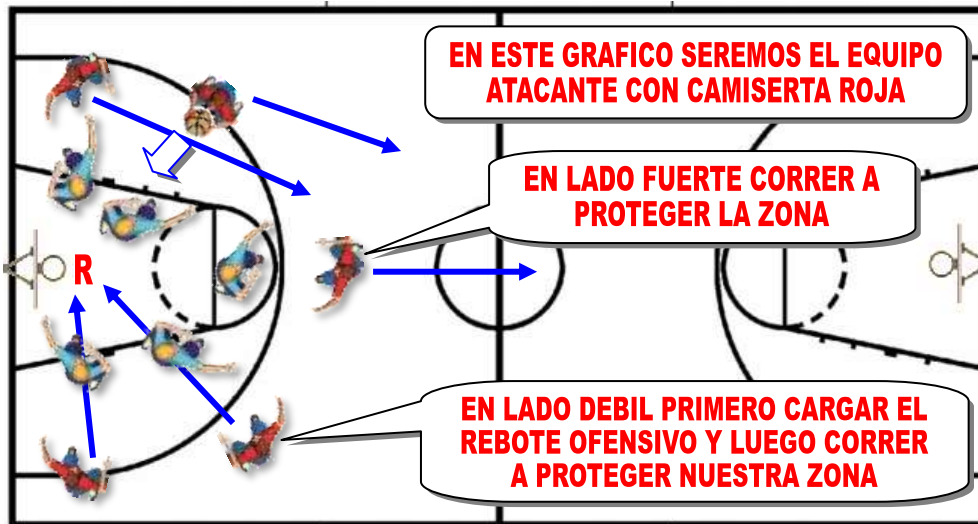 EN ESTE GRAFICO SEREMOS EL EQUIPO
ATACANTE CON CAMISERTA ROJA
EN LADO FUERTE CORRER A
PROTEGER LA ZONA
R
EN LADO DEBIL PRIMERO CARGAR EL
REBOTE OFENSIVO Y LUEGO CORRER
A PROTEGER NUESTRA ZONA